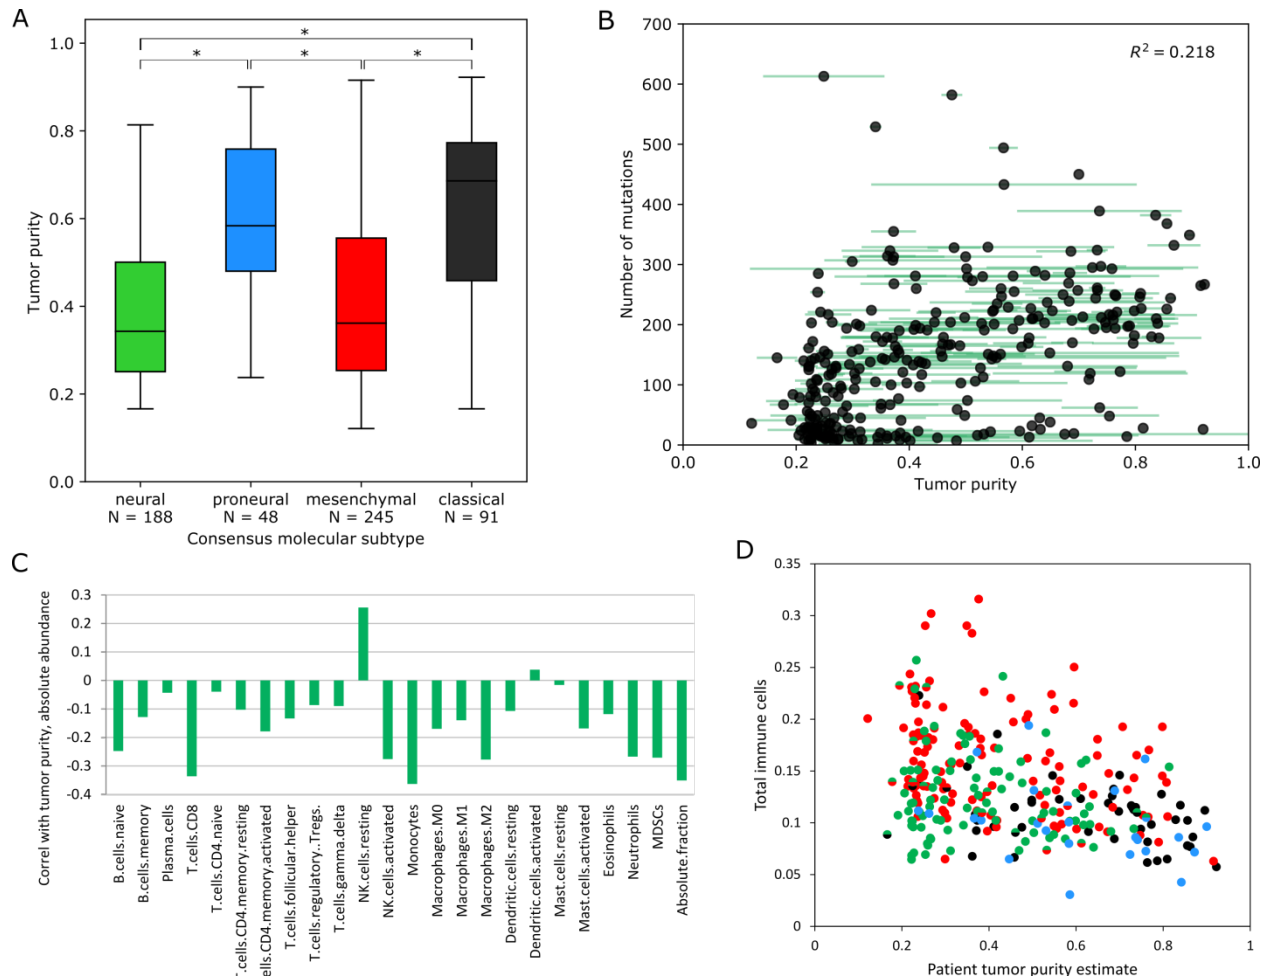 A
1.0
0.8
0.6
0.4
0.2
0.0
Tumor purity
*
* * *
neural proneural mesenchymal classical
N = 188 N = 48 N = 245 N = 91
Consensus molecular subtype
B
700
600
500
400
300
200
100
0
Number of mutations
R² = 0.218
0.0 0.2 0.4 0.6 0.8 1.0
Tumor purity
C
0.3
0.2
0.1
0
-0.1
-0.2
-0.3
-0.4
Correl with tumor purity, absolute abundance
B.cells.naive
B.cells.memory
Plasma.cells
T.cells.CD8
T.cells.CD4.naive
T.cells.CD4.memory.resting
cells.CD4.memory.activated
T.cells.follicular.helper
T.cells.regulatory..Tregs.
T.cells.gamma.delta
NK.cells.resting
NK.cells.activated
Monocytes
Macrophages.M0
Macrophages.M1
Macrophages.M2
Dendritic.cells.resting
Dendritic.cells.activated
Mast.cells.resting
Mast.cells.activated
Eosinophils
Neutrophils
MDSCs
Absolute.fraction
D
0.35
0.3
0.25
0.2
0.15
0.1
0.05
0
Total immune cells
0 0.2 0.4 0.6 0.8 1
Patient tumor purity estimate